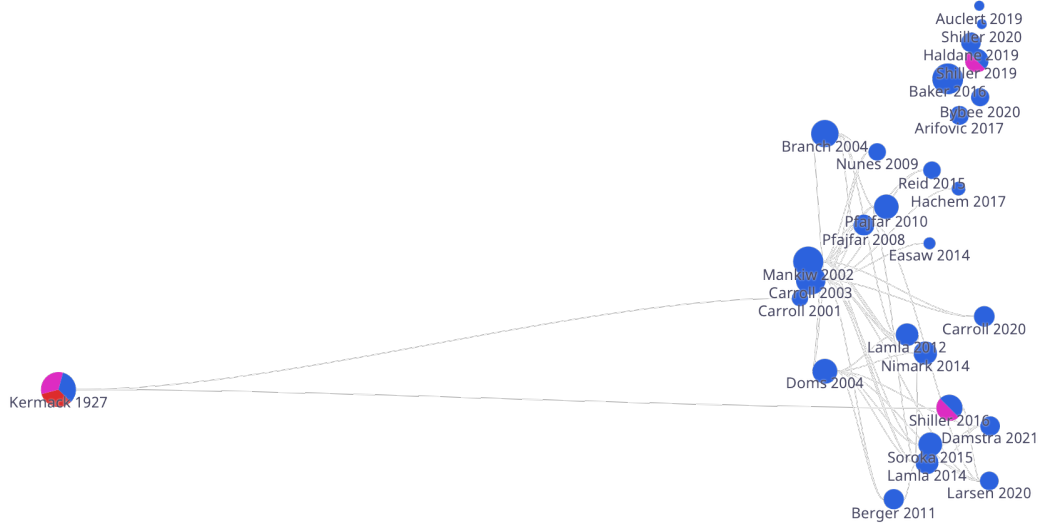 Auclert 2019
Shiller 2020
Haldane 2019
Shiller 2019
Baker 2016
Bybee 2020
Arifovic 2017
Branch 2004
Nunes 2009
Reid 2015
Hachem 2017
Pfajfar 2010
Pfajfar 2008
Easaw 2014
Mankiw 2002
Carroll 2003
Carroll 2001
Carroll 2020
Lamla 2012
Nimark 2014
Doms 2004
Kermack 1927
Shiller 2016
Damstra 2021
Soroka 2015
Lamla 2014
Larsen 2020
Berger 2011